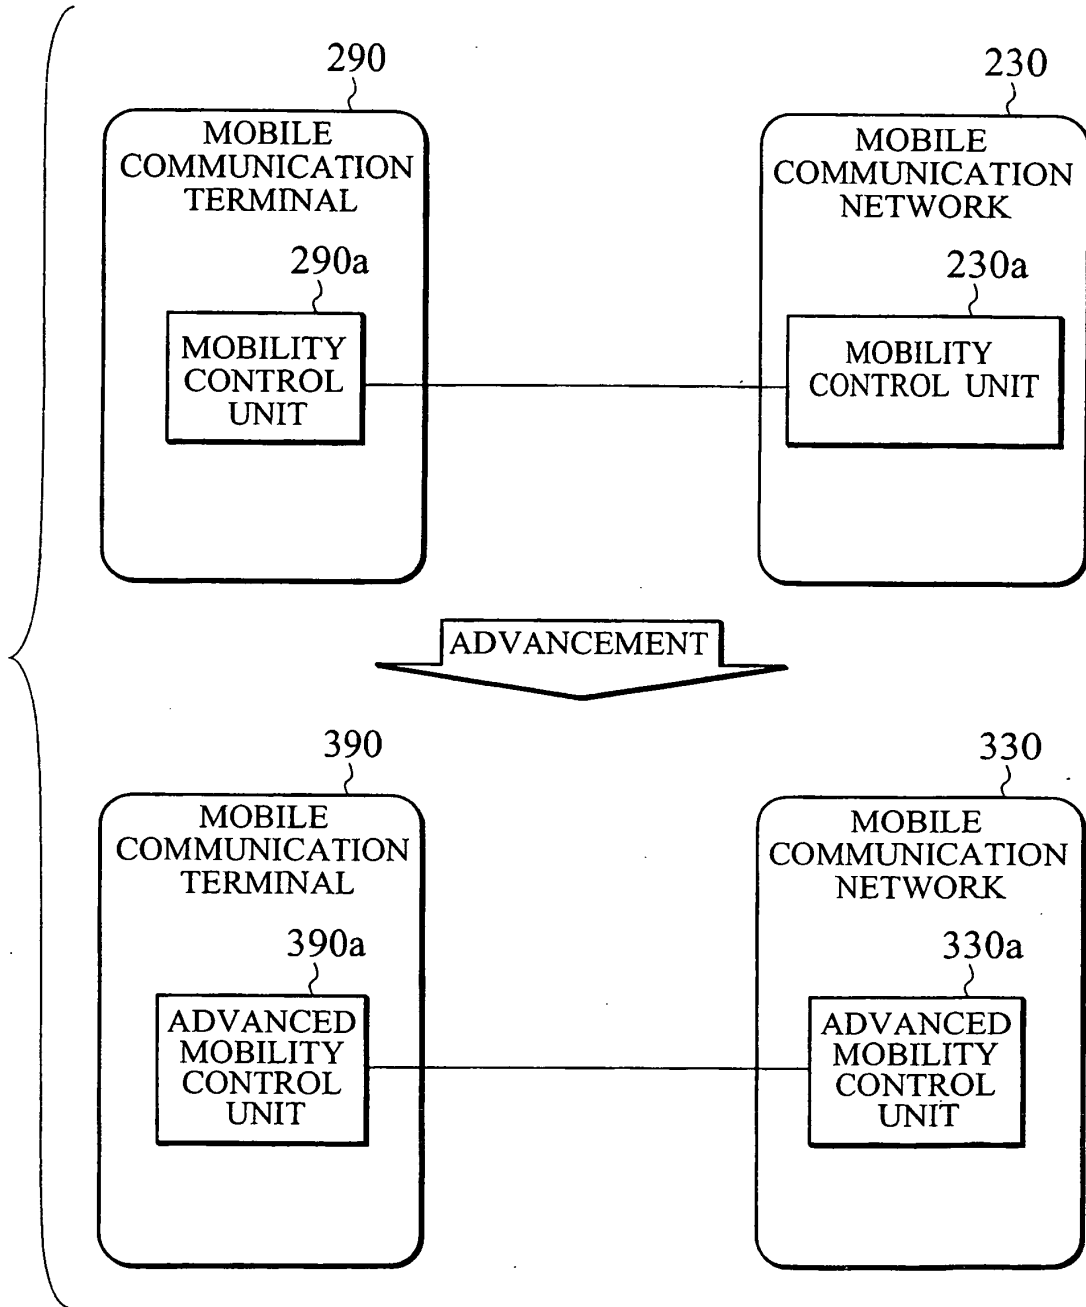 290
MOBILE
COMMUNICATION
TERMINAL
290a
MOBILITY
CONTROL
UNIT
230
MOBILE
COMMUNICATION
NETWORK
230a
MOBILITY
CONTROL UNIT
ADVANCEMENT
390
MOBILE
COMMUNICATION
TERMINAL
390a
ADVANCED
MOBILITY
CONTROL
UNIT
330
MOBILE
COMMUNICATION
NETWORK
330a
ADVANCED
MOBILITY
CONTROL
UNIT